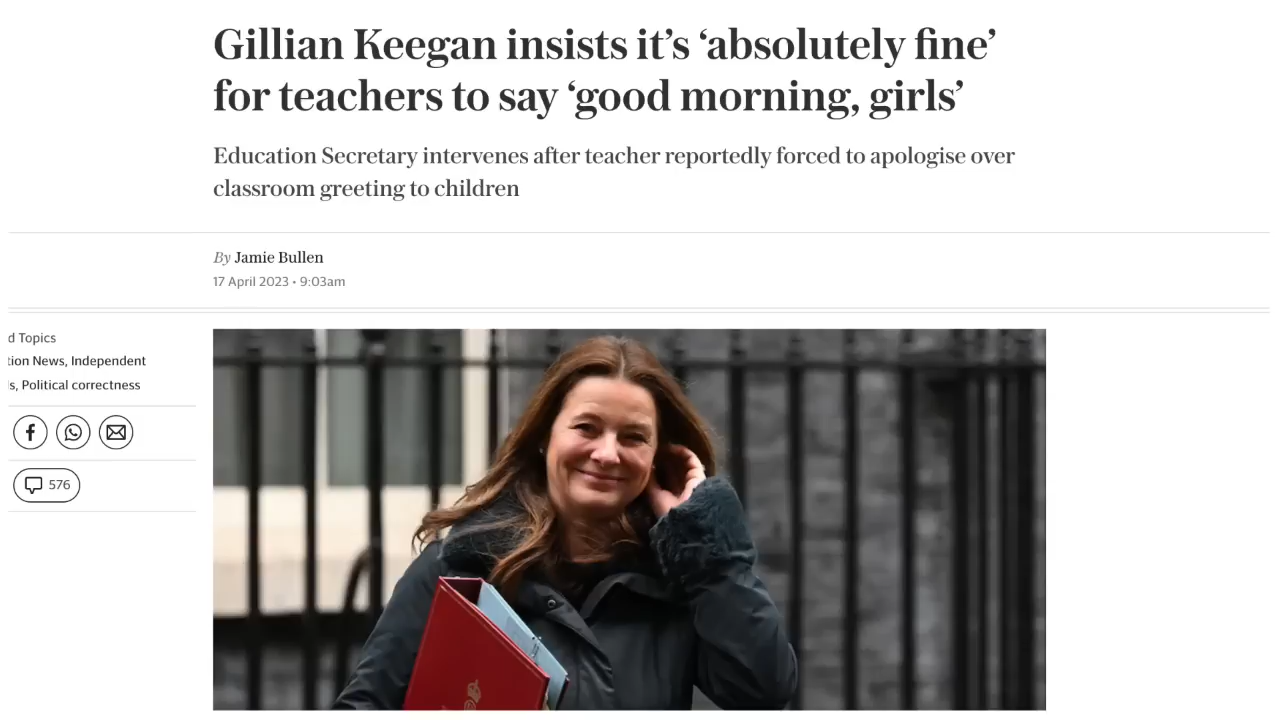 Gillian Keegan insists it’s ‘absolutely fine’
for teachers to say ‘good morning, girls’
Education Secretary intervenes after teacher reportedly forced to apologise over
classroom greeting to children
By Jamie Bullen
17 April 2023 • 9:03am
d Topics
tion News, Independent
s, Political correctness
576